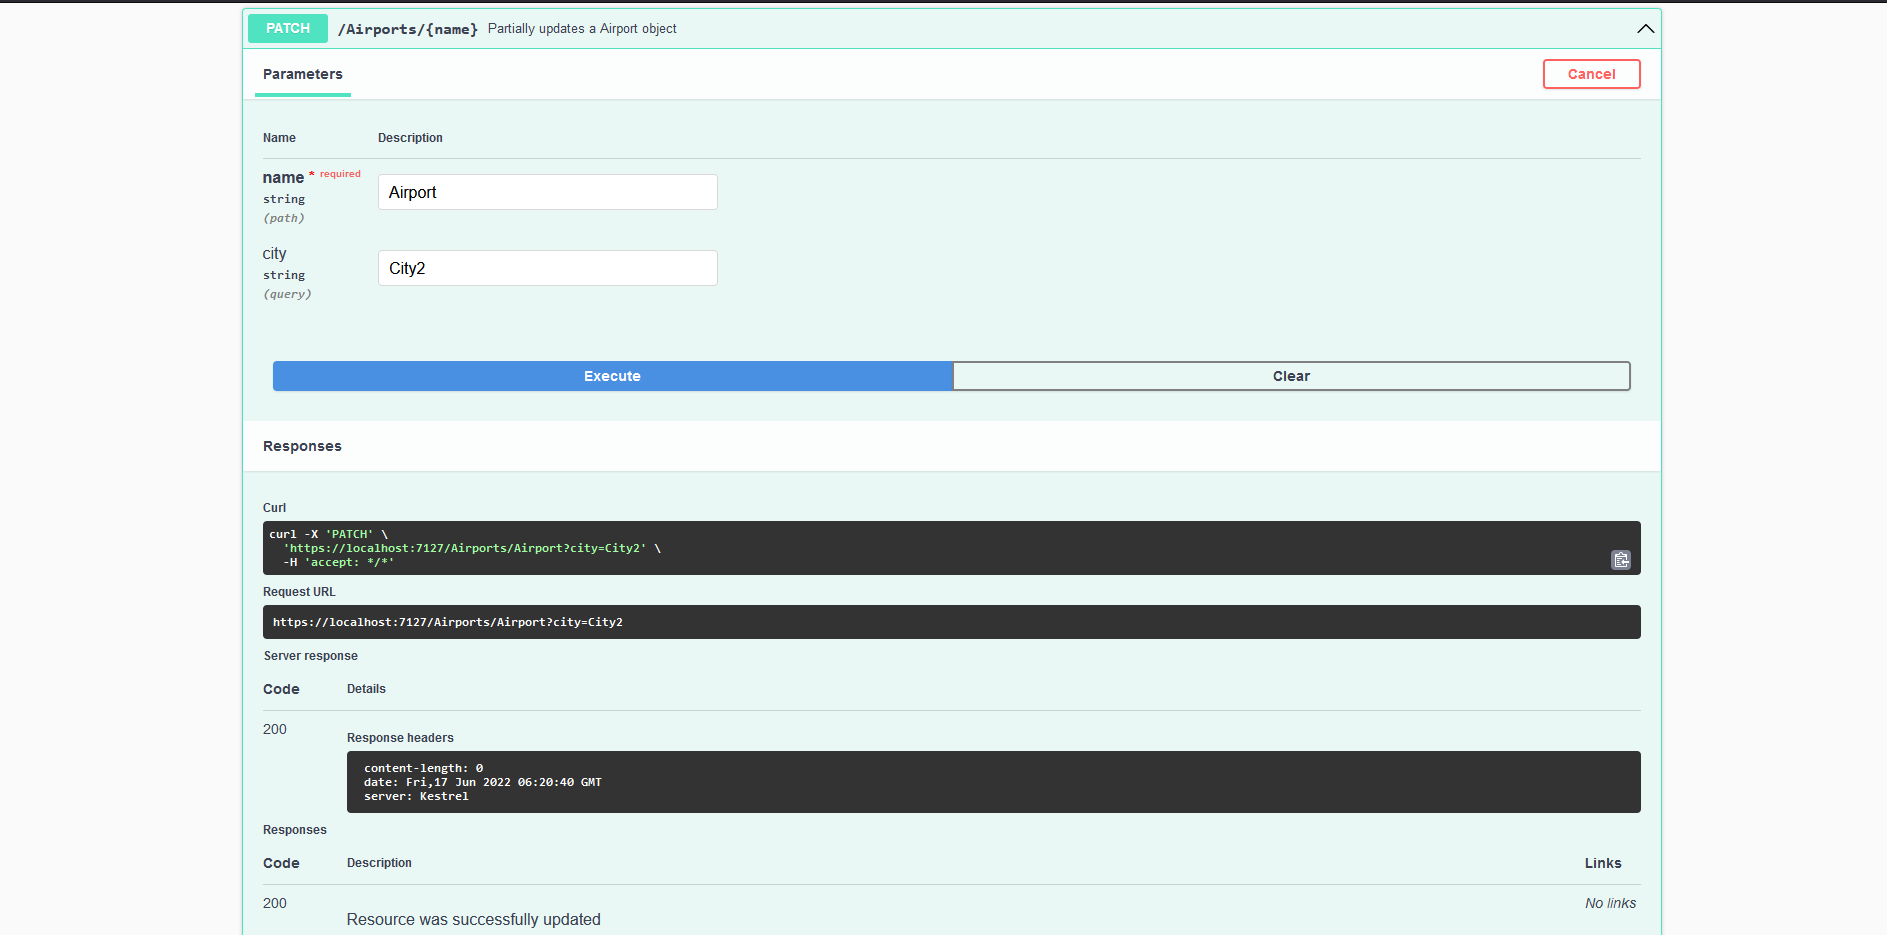 PATCH /Airports/{name} Partially updates a Airport object
Parameters
Cancel
Name Description
name * required
string
(path)
Airport
city
string
(query)
City2
Execute Clear
Responses
Curl
curl -X 'PATCH' \
'https://localhost:7127/Airports/Airport?city=City2' \
-H 'accept: */*'
Request URL
https://localhost:7127/Airports/Airport?city=City2
Server response
Code Details
200
Response headers
content-length: 0
date: Fri,17 Jun 2022 06:20:40 GMT
server: Kestrel
Responses
Code Description Links
200
Resource was successfully updated
No links